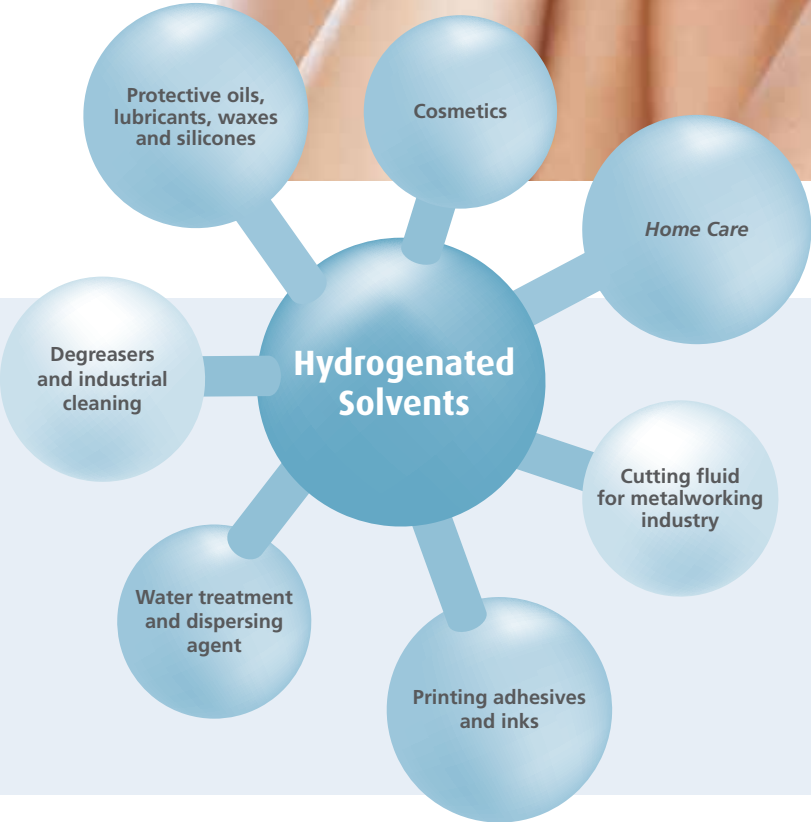 Protective oils,
lubricants, waxes
and silicones
Cosmetics
Home Care
Degreasers
and industrial
cleaning
Hydrogenated
Solvents
Cutting fluid
for metalworking
industry
Water treatment
and dispersing
agent
Printing adhesives
and inks